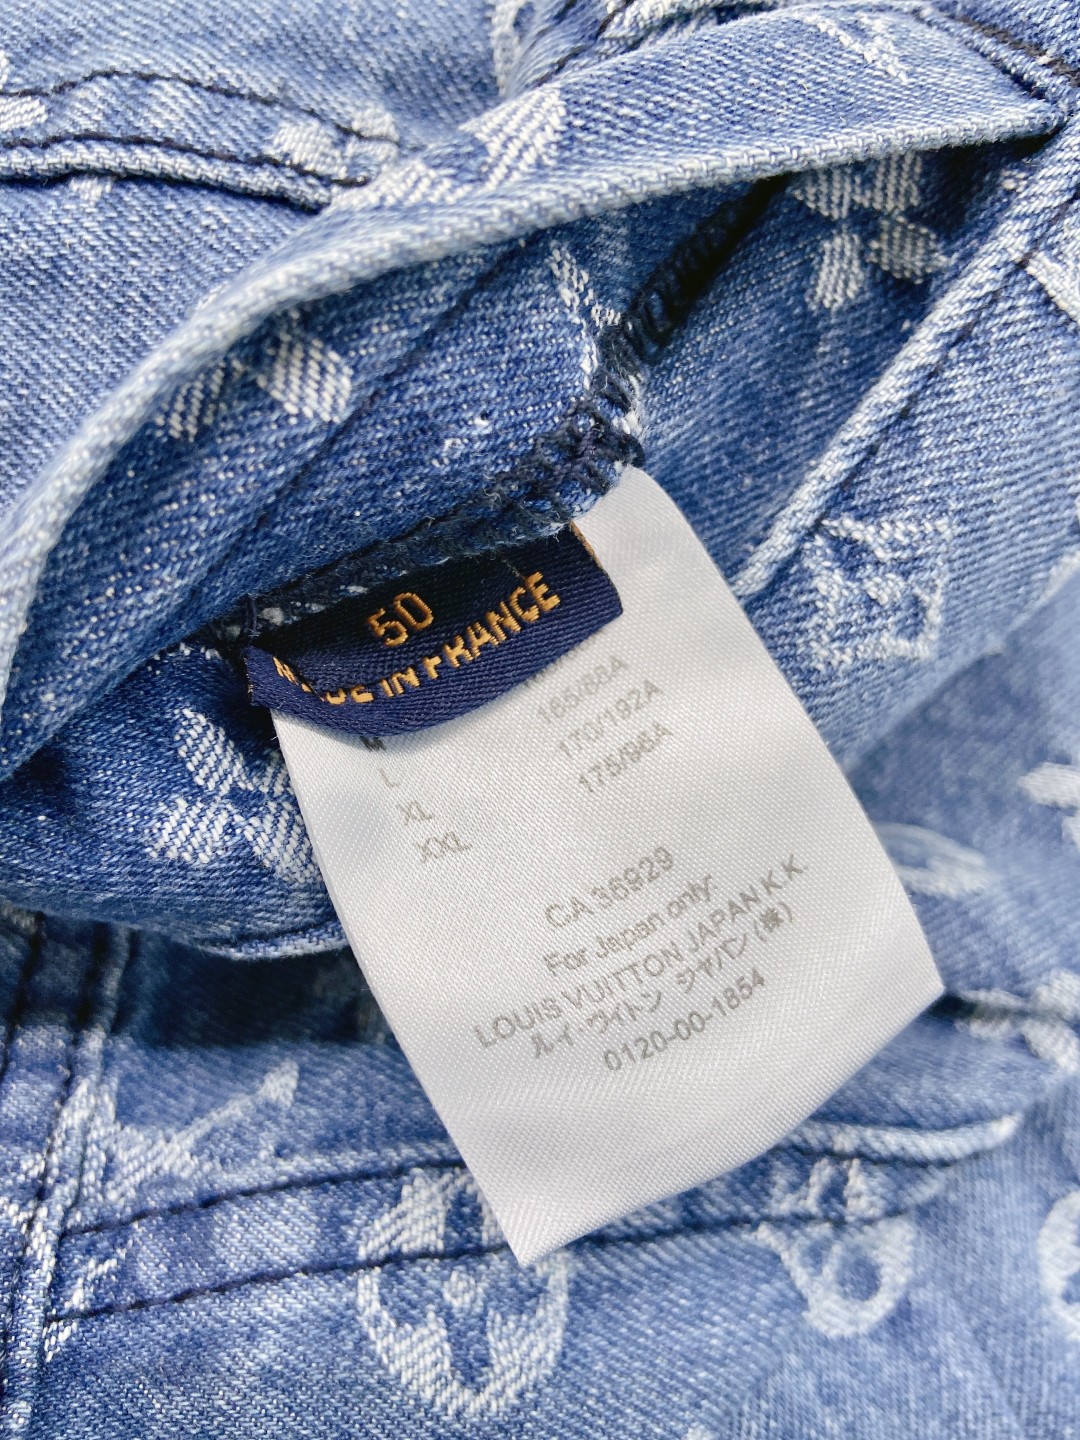 50
MADE IN FRANCE
M 165/88A
L 170/192A
XL 175/96A
XXL
CA 36929
For Japan only:
LOUIS VUITTON JAPAN K.K.
ルイ・ヴィトン ジャパン(株)
0120-00-1854